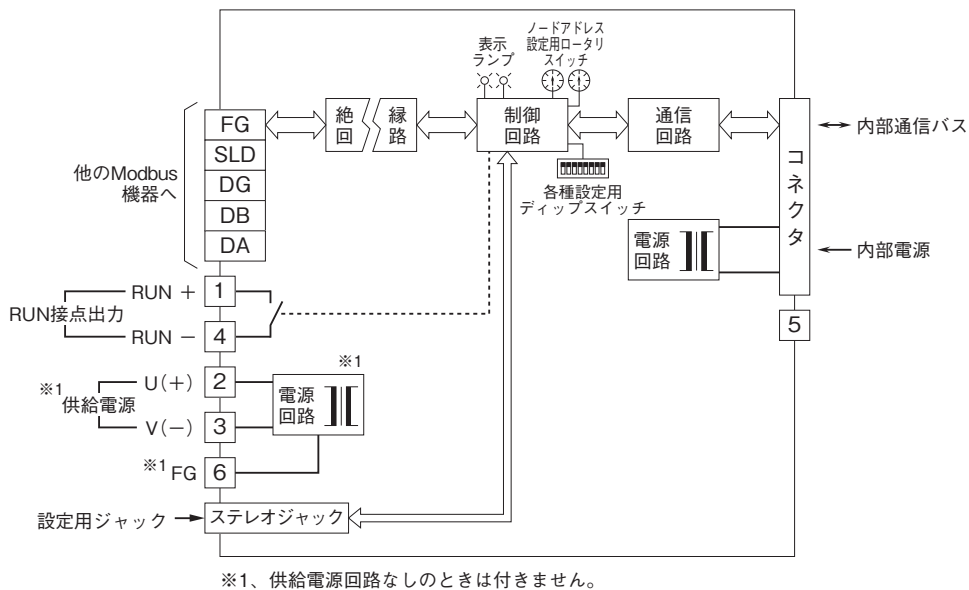 ノードアドレス
設定用ロータリ
スイッチ
表示
ランプ
絶 縁
回 路
制御
回路
通信
回路
コネクタ
内部通信バス
内部電源
FG
SLD
DG
DB
DA
他のModbus
機器へ
各種設定用
ディップスイッチ
電源
回路
5
RUN +
1
RUN接点出力
RUN −
4
※1
U(+)
2
※1 供給電源
V(−)
3
電源
回路
※1 FG
6
設定用ジャック
ステレオジャック
※1、供給電源回路なしのときは付きません。